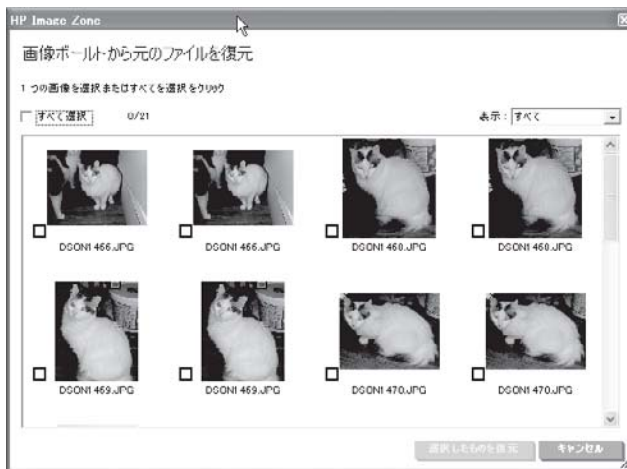 HP Image Zone
画像ボールトから元のファイルを復元
1 つの画像を選択またはすべてを選択をクリック
すべて選択 0/21 表示: すべて
DSCN1466.JPG DSCN1466.JPG DSCN1468.JPG DSCN1468.JPG
DSCN1469.JPG DSCN1469.JPG DSCN1470.JPG DSCN1470.JPG
選択したものを復元 キャンセル